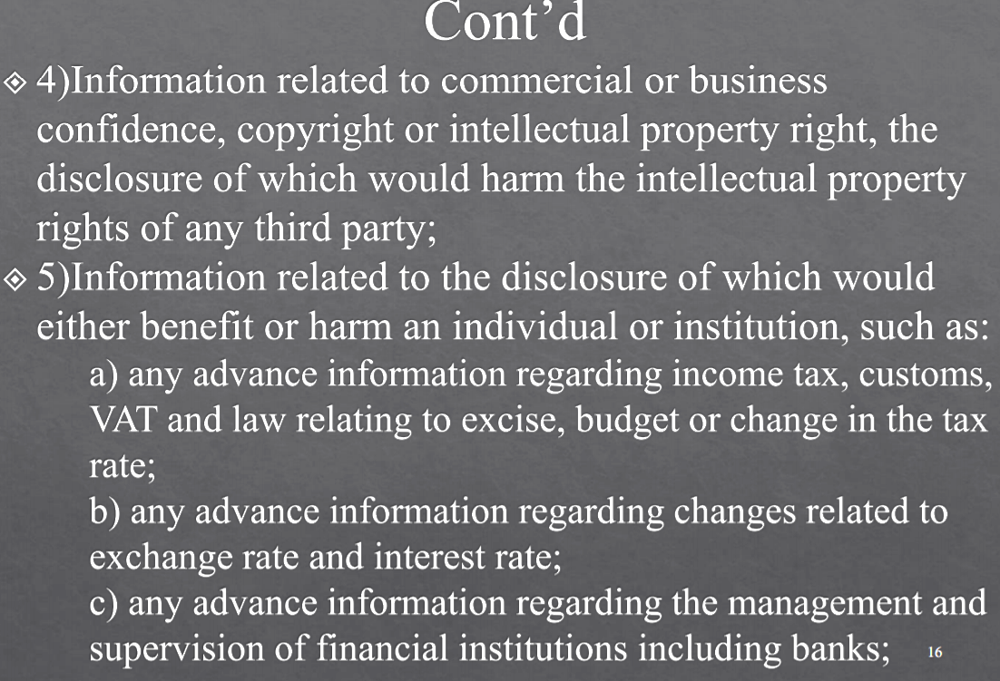 Cont’d
4)Information related to commercial or business
confidence, copyright or intellectual property right, the
disclosure of which would harm the intellectual property
rights of any third party;
5)Information related to the disclosure of which would
either benefit or harm an individual or institution, such as:
a) any advance information regarding income tax, customs,
VAT and law relating to excise, budget or change in the tax
rate;
b) any advance information regarding changes related to
exchange rate and interest rate;
c) any advance information regarding the management and
supervision of financial institutions including banks;
16